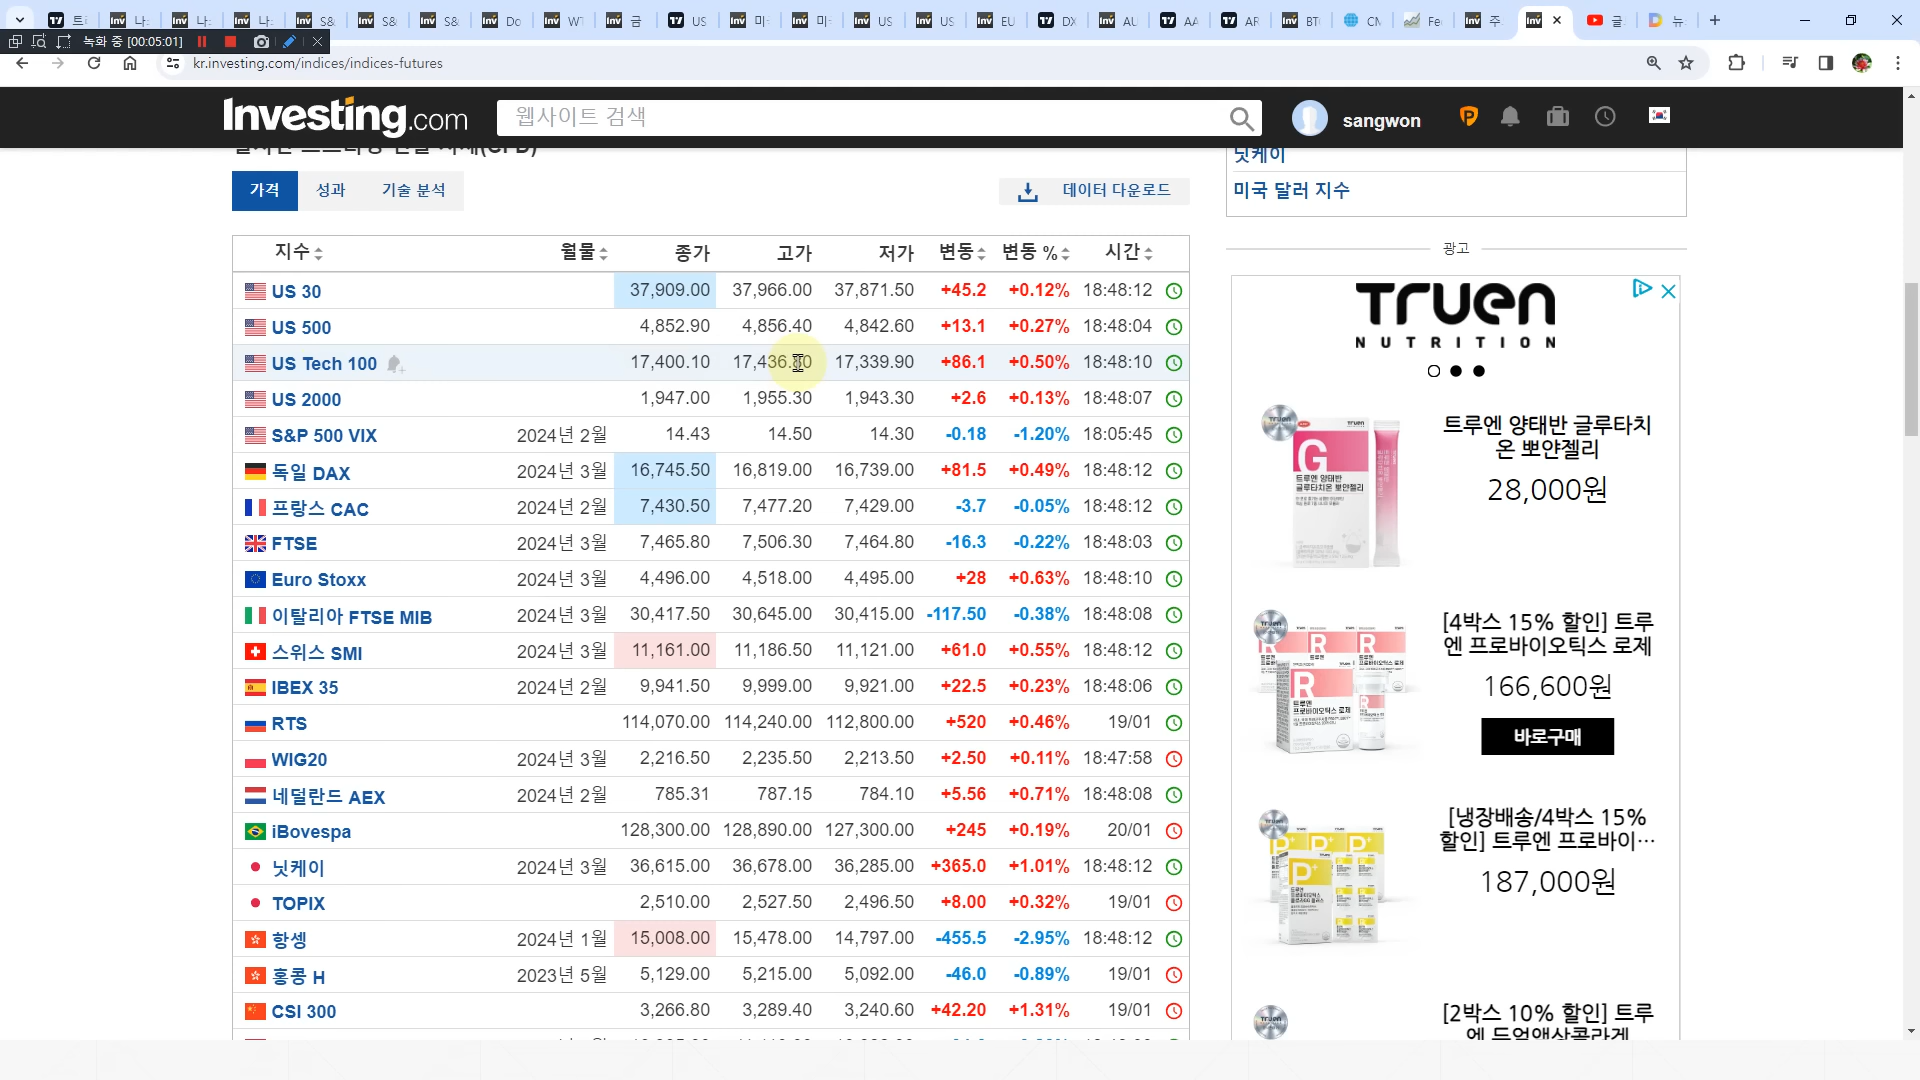 트리
나스
나스
나스
S&
S&
S&
Do
WT
금
US
미국
미국
US
US
EU
DX
AU
AA
AR
BT
CM
Fe
주
글
뉴
녹화 중 [00:05:01]
kr.investing.com/indices/indices-futures
Investing.com
웹사이트 검색
sangwon
가격 성과 기술 분석
데이터 다운로드
닛케이
미국 달러 지수
광고
지수 월물 종가 고가 저가 변동 변동 % 시간
US 30 37,909.00 37,966.00 37,871.50 +45.2 +0.12% 18:48:12
US 500 4,852.90 4,856.40 4,842.60 +13.1 +0.27% 18:48:04
US Tech 100 17,400.10 17,339.90 +86.1 +0.50% 18:48:10
US 2000 1,947.00 1,955.30 1,943.30 +2.6 +0.13% 18:48:07
S&P 500 VIX 2024년 2월 14.43 14.50 14.30 -0.18 -1.20% 18:05:45
독일 DAX 2024년 3월 16,745.50 16,819.00 16,739.00 +81.5 +0.49% 18:48:12
프랑스 CAC 2024년 2월 7,430.50 7,477.20 7,429.00 -3.7 -0.05% 18:48:12
FTSE 2024년 3월 7,465.80 7,506.30 7,464.80 -16.3 -0.22% 18:48:03
Euro Stoxx 2024년 3월 4,496.00 4,518.00 4,495.00 +28 +0.63% 18:48:10
이탈리아 FTSE MIB 2024년 3월 30,417.50 30,645.00 30,415.00 -117.50 -0.38% 18:48:08
스위스 SMI 2024년 3월 11,161.00 11,186.50 11,121.00 +61.0 +0.55% 18:48:12
IBEX 35 2024년 2월 9,941.50 9,999.00 9,921.00 +22.5 +0.23% 18:48:06
RTS 114,070.00 114,240.00 112,800.00 +520 +0.46% 19/01
WIG20 2024년 3월 2,216.50 2,235.50 2,213.50 +2.50 +0.11% 18:47:58
네덜란드 AEX 2024년 2월 785.31 787.15 784.10 +5.56 +0.71% 18:48:08
iBovespa 128,300.00 128,890.00 127,300.00 +245 +0.19% 20/01
닛케이 2024년 3월 36,615.00 36,678.00 36,285.00 +365.0 +1.01% 18:48:12
TOPIX 2,510.00 2,527.50 2,496.50 +8.00 +0.32% 19/01
항셍 2024년 1월 15,008.00 15,478.00 14,797.00 -455.5 -2.95% 18:48:12
홍콩 H 2023년 5월 5,129.00 5,215.00 5,092.00 -46.0 -0.89% 19/01
CSI 300 3,266.80 3,289.40 3,240.60 +42.20 +1.31% 19/01
Truen
NUTRITION
트루엔 양태반 글루타치
온 뽀얀젤리
28,000원
[4박스 15% 할인] 트루
엔 프로바이오틱스 로제
166,600원
바로구매
[냉장배송/4박스 15%
할인] 트루엔 프로바이…
187,000원
[2박스 10% 할인] 트루